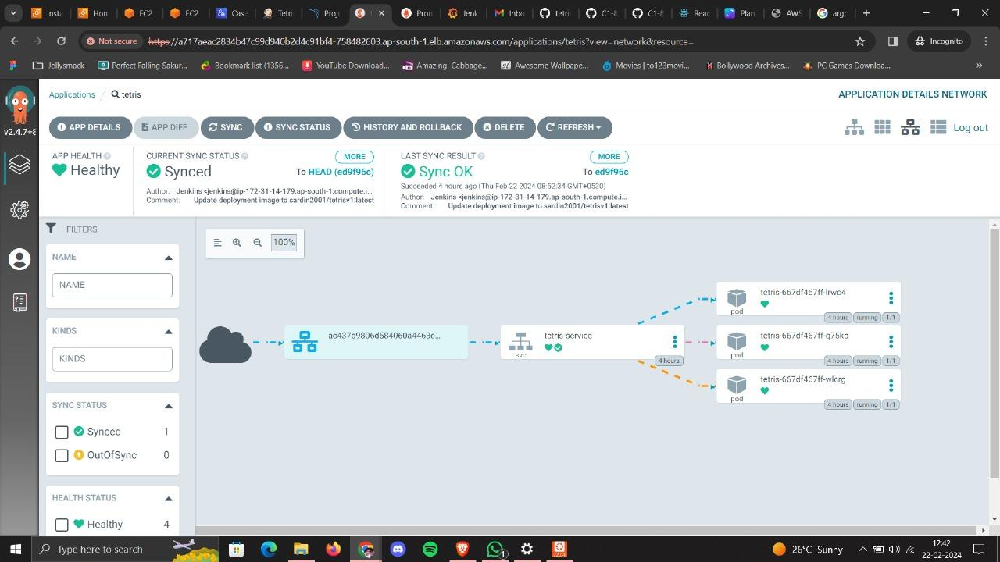 Hom
EC2
EC2
Case
Tetri
Proje
1
Pron
Jenk
Inbo
tetris
C1-8
C1-8
Reac
Plan
AWS
argc
Not secure
https://a717aeac2834b47c99d940b2d4c91bf4-758482603.ap-south-1.elb.amazonaws.com/applications/tetris?view=network&resource=
Incognito
Jellysmack
Perfect Falling Sakur...
Bookmark (1356...
YouTube Download...
Amazing! Cabbage...
Awesome Wallpape...
Movies | to123movi...
Bollywood Archives...
PC Games Downloa...
»
v2.4.7+8
Applications / tetris
APPLICATION DETAILS NETWORK
APP DETAILS
APP DIFF
SYNC
SYNC STATUS
HISTORY AND ROLLBACK
DELETE
REFRESH
Log out
APP HEALTH
Healthy
CURRENT SYNC STATUS
MORE
Synced
To HEAD (ed9f96c)
Author: Jenkins <jenkins@ip-172-31-14-179.ap-south-1.compute.i...
Comment: Update deployment image to sardin2001/tetrisv1:latest
LAST SYNC RESULT
MORE
Sync OK
To ed9f96c
Succeeded 4 hours ago (Thu Feb 22 2024 08:52:34 GMT+0530)
Author: Jenkins <jenkins@ip-172-31-14-179.ap-south-1.compute.i...
Comment: Update deployment image to sardin2001/tetrisv1:latest
FILTERS
NAME
NAME
KINDS
KINDS
SYNC STATUS
Synced 1
OutOfSync 0
HEALTH STATUS
Healthy 4
100%
ac437b9806d584060a4463c...
tetris-service
svc
4 hours
tetris-667df467ff-lrwc4
pod
4 hours running 1/1
tetris-667df467ff-q75kb
pod
4 hours running 1/1
tetris-667df467ff-wlcrg
pod
4 hours running 1/1
Type here to search
1
26°C Sunny
12:42
22-02-2024